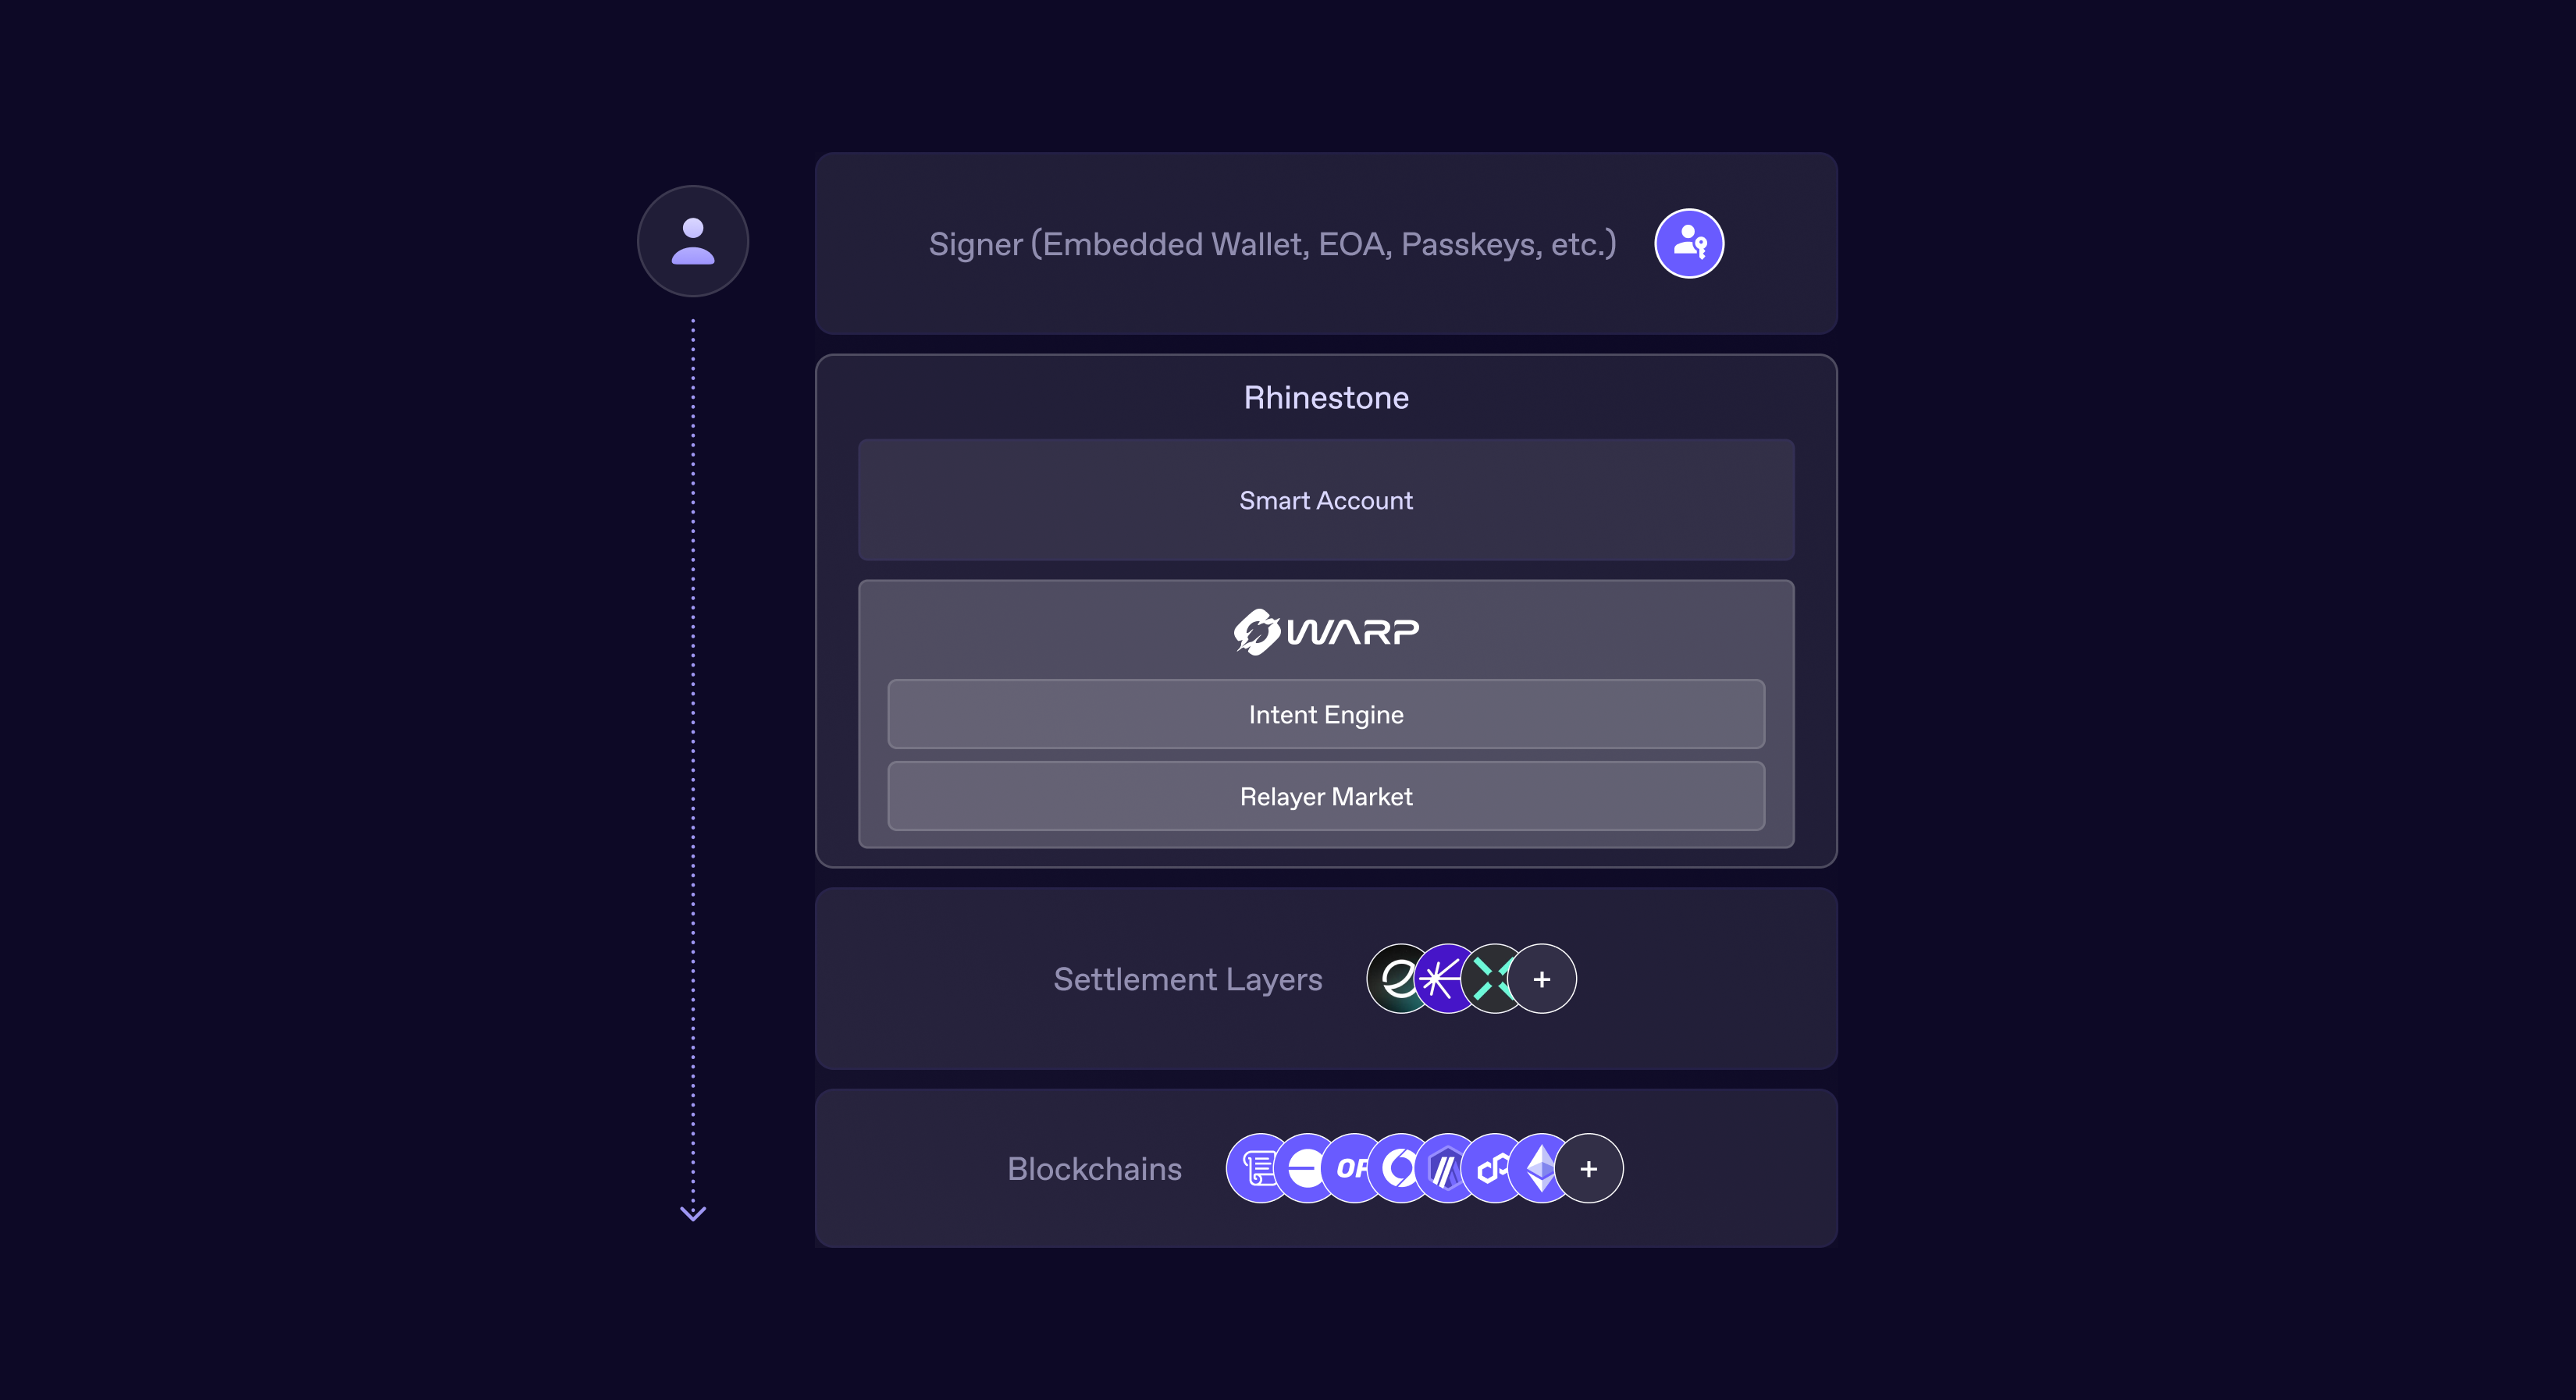 Signer (Embedded Wallet, EOA, Passkeys, etc.)
Rhinestone
Smart Account
WARP
Intent Engine
Relayer Market
Settlement Layers
+
Blockchains
OP
+